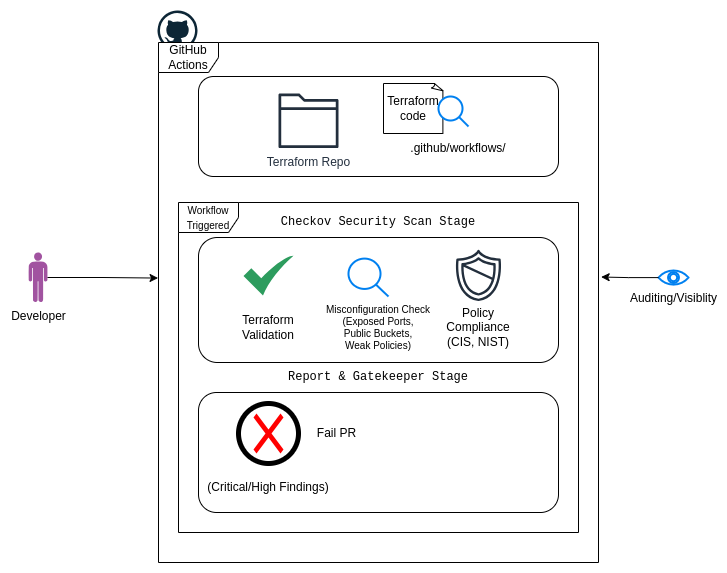 GitHub
Actions
Terraform
code
.github/workflows/
Terraform Repo
Workflow
Triggered
Checkov Security Scan Stage
Terraform
Validation
Misconfiguration Check
(Exposed Ports,
Public Buckets,
Weak Policies)
Policy
Compliance
(CIS, NIST)
Developer
Auditing/Visiblity
Report & Gatekeeper Stage
Fail PR
(Critical/High Findings)